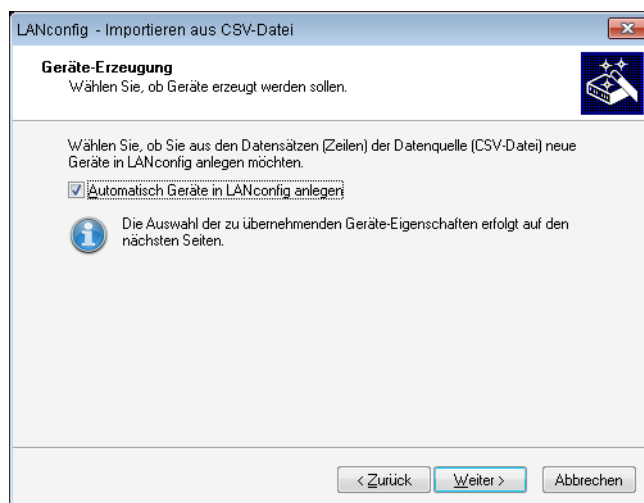 LANconfig - Importieren aus CSV-Datei
Geräte-Erzeugung
Wählen Sie, ob Geräte erzeugt werden sollen.
Wählen Sie, ob Sie aus den Datensätzen (Zeilen) der Datenquelle (CSV-Datei) neue
Geräte in LANconfig anlegen möchten.
Automatisch Geräte in LANconfig anlegen
Die Auswahl der zu übernehmenden Geräte-Eigenschaften erfolgt auf den
nächsten Seiten.
< Zurück Weiter > Abbrechen